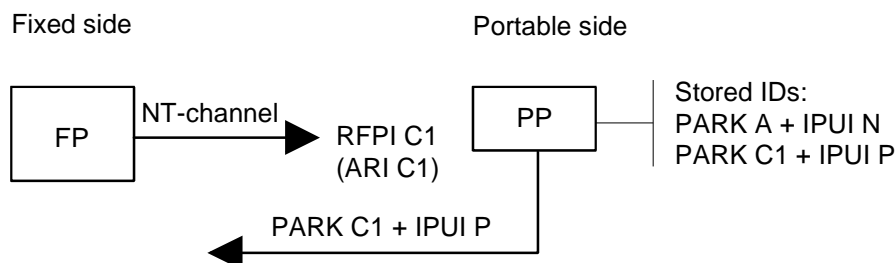 Fixed side
Portable side
FP
NT-channel
RFPI C1
(ARI C1)
PP
Stored IDs:
PARK A + IPUI N
PARK C1 + IPUI P
PARK C1 + IPUI P